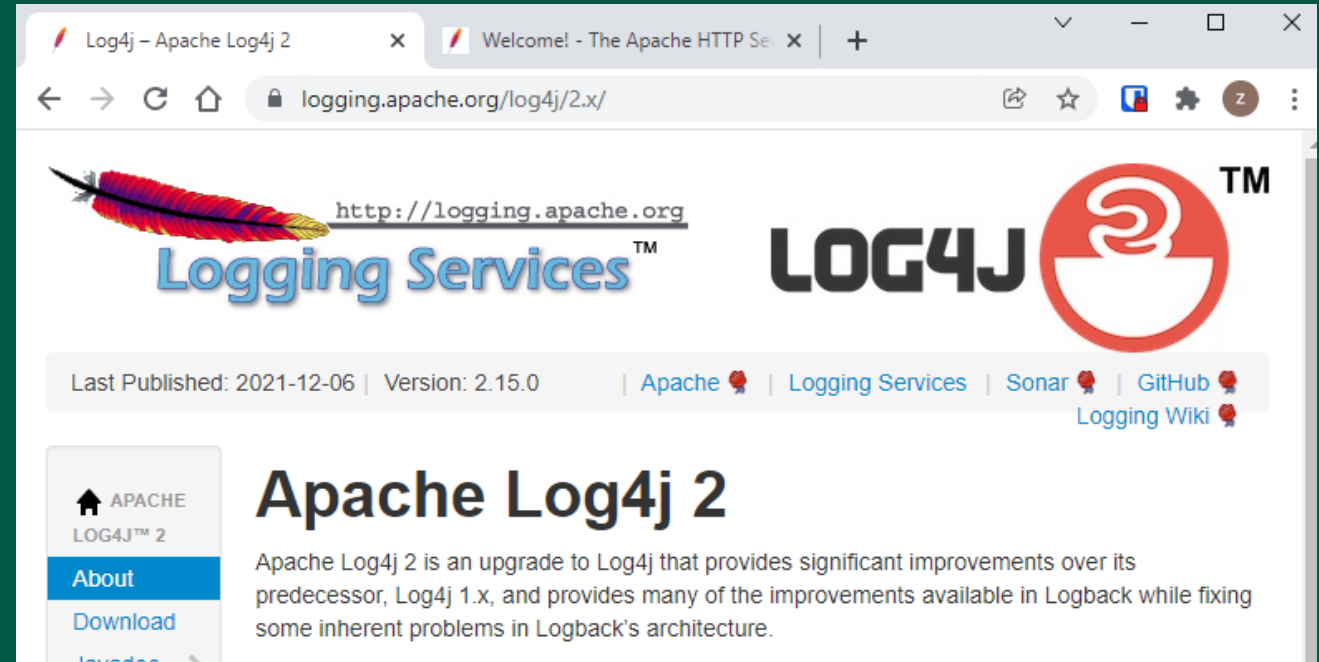 Log4j – Apache Log4j 2
Welcome! - The Apache HTTP Se
logging.apache.org/log4j/2.x/
Z
http://logging.apache.org
Logging Services™
LOG4J
TM
Last Published: 2021-12-06 | Version: 2.15.0 | Apache | Logging Services | Sonar | GitHub
Logging Wiki
APACHE
LOG4J™ 2
About
Download
Apache Log4j 2
Apache Log4j 2 is an upgrade to Log4j that provides significant improvements over its
predecessor, Log4j 1.x, and provides many of the improvements available in Logback while fixing
some inherent problems in Logback's architecture.